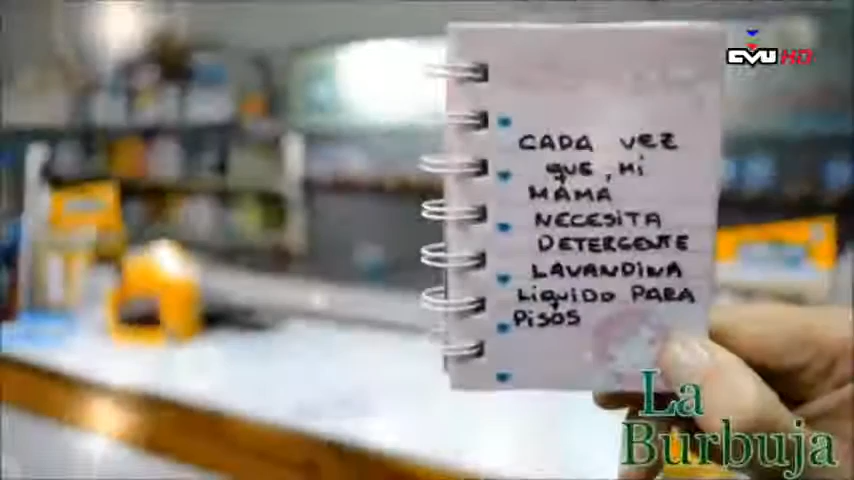 CVU HD
CADA VEZ
QUE, MI
MAMA
NECESITA
DETERGENTE
LAVANDINA
LIQUIDO PARA
PISOS
La
Burbuja